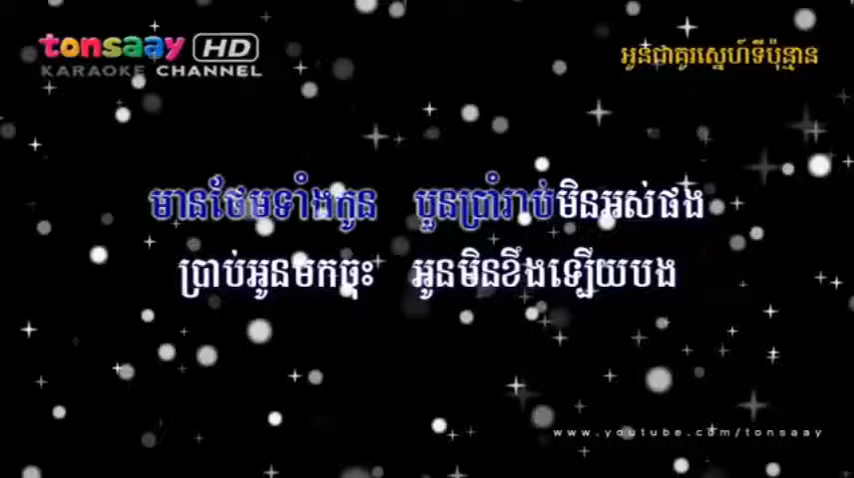 tonsaay HD
KARAOKE CHANNEL
អូនជាគូរស្នេហ៍ទីប៉ុន្មាន
មានថែមទាំងកូន បួនប្រាំរាប់មិនអស់ផង
ប្រាប់អូនមកចុះ អូនមិនខឹងឡើយបង
www.youtube.com/tonsaay